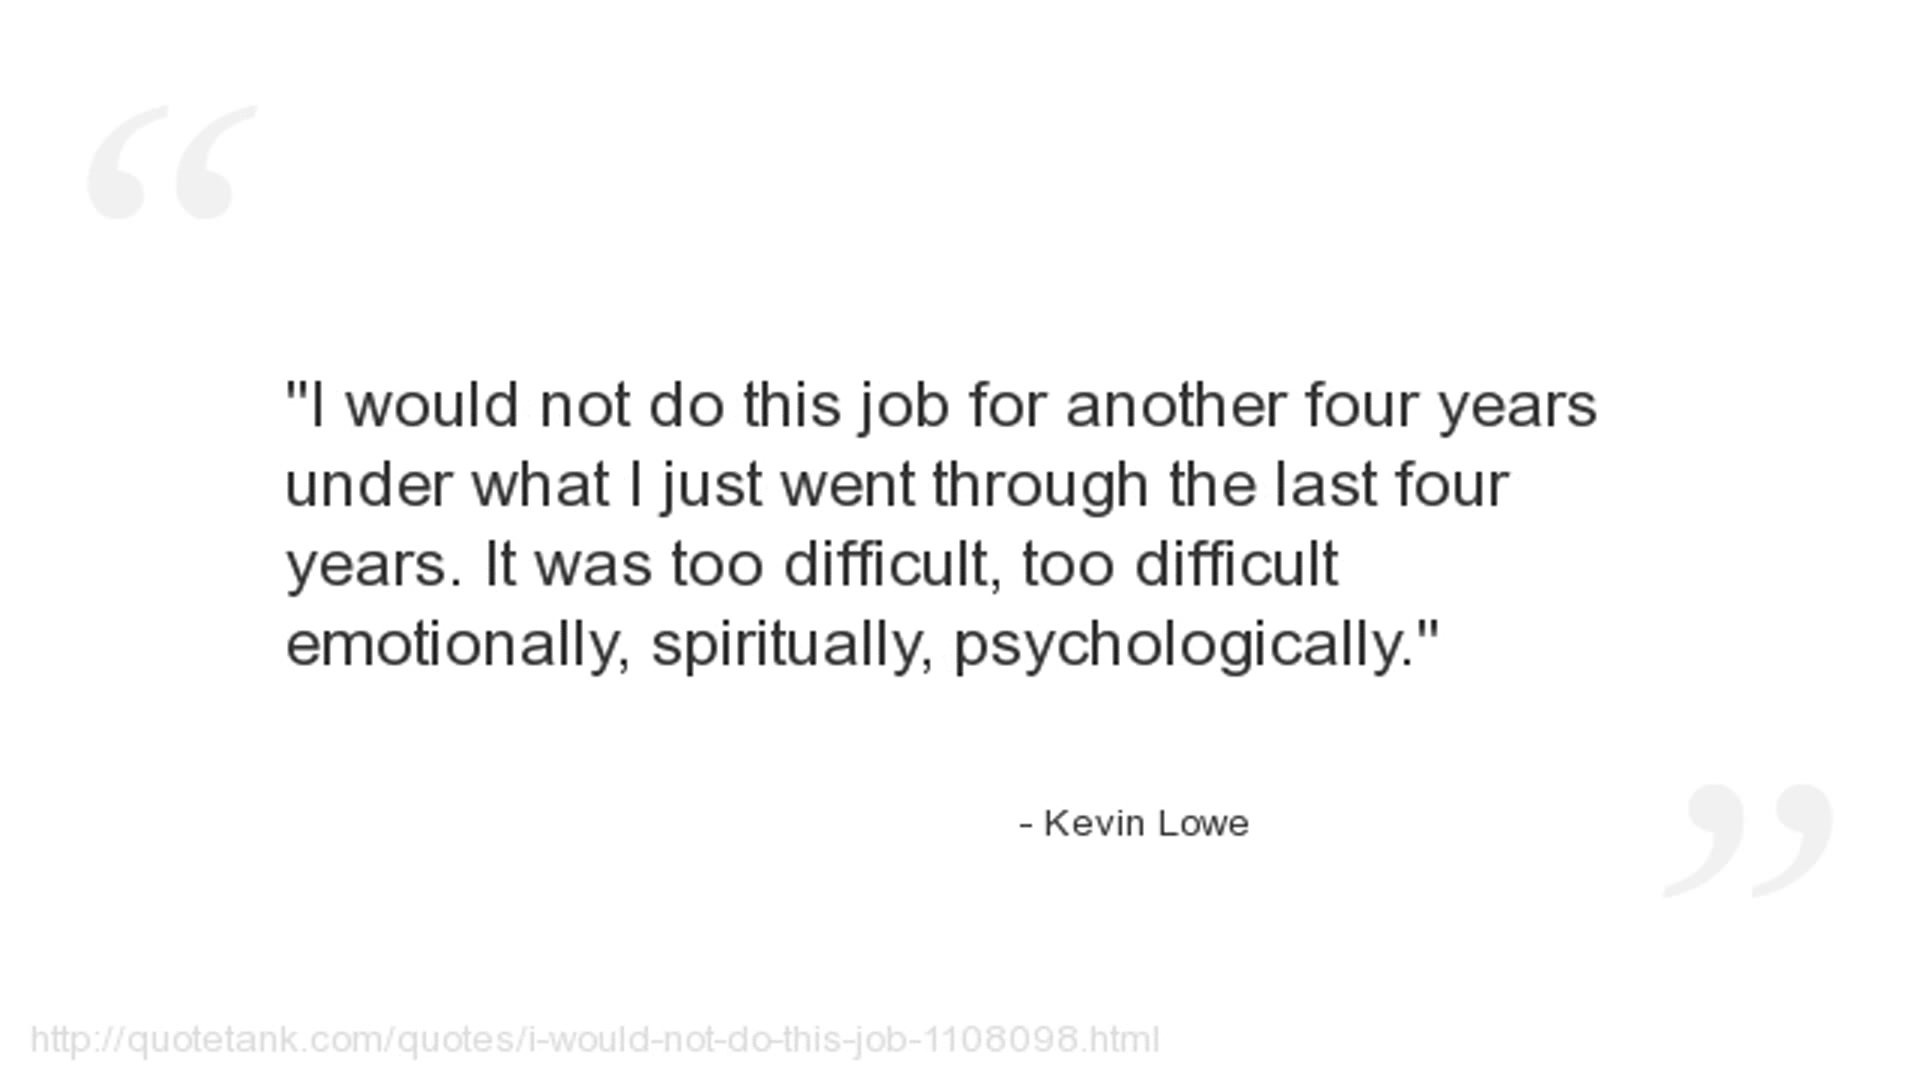 "I would not do this job for another four years
under what I just went through the last four
years. It was too difficult, too difficult
emotionally, spiritually, psychologically."
- Kevin Lowe
http://quotetank.com/quotes/i-would-not-do-this-job-1108098.html